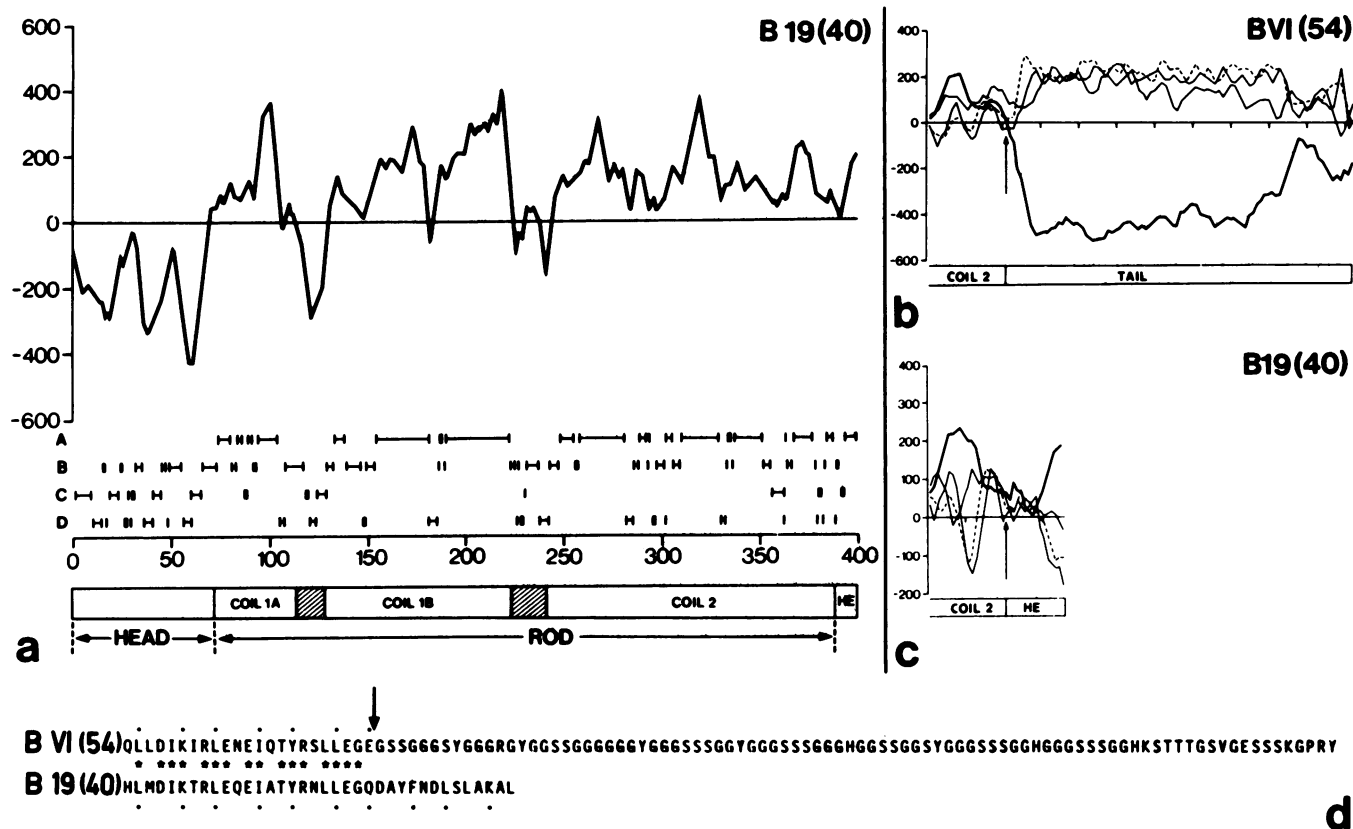 B 19(40)
600
400
200
0
-200
-400
-600
A
B
C
D
0 50 100 150 200 250 300 350 400
COIL 1A COIL 1B COIL 2 HE
HEAD ROD
a
BVI(54)
400
200
0
-200
-400
-600
COIL 2 TAIL
b
B19(40)
400
300
200
100
0
-100
-200
COIL 2 HE
c
B VI(54) QLLDIKIRLENEIQTYRSLLEGEGSSGGGSYGGGRGYGGSSGGGGGGYGGGSSSGGYGGGSSSGGGHGGSSGGSYGGGSSSGGHGGGSSSGGHKSTTTGSVGESSSKGPRY
* *** *** ** *** ****
B 19(40) HLMDIKTRLEQEIATYRNLLEGQDAYFNDLSLAKAL
d